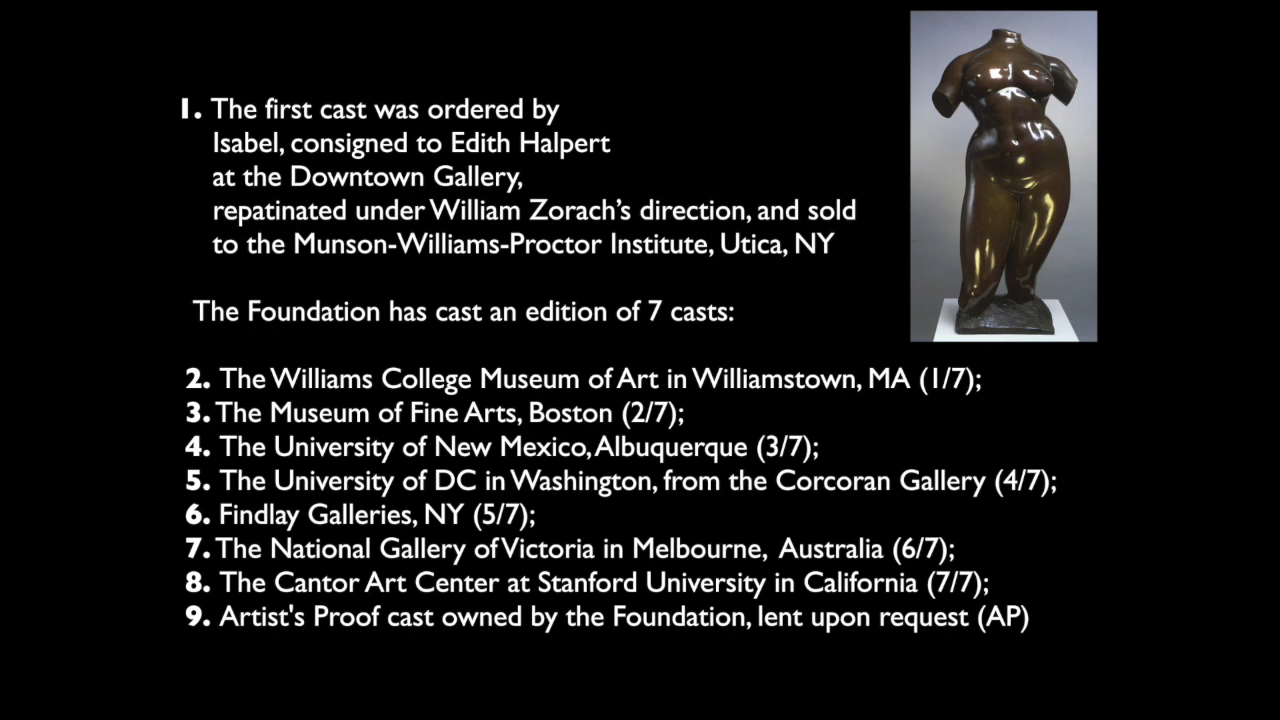 1. The first cast was ordered by
Isabel, consigned to Edith Halpert
at the Downtown Gallery,
repatinated under William Zorach’s direction, and sold
to the Munson-Williams-Proctor Institute, Utica, NY
The Foundation has cast an edition of 7 casts:
2. The Williams College Museum of Art in Williamstown, MA (1/7);
3. The Museum of Fine Arts, Boston (2/7);
4. The University of New Mexico, Albuquerque (3/7);
5. The University of DC in Washington, from the Corcoran Gallery (4/7);
6. Findlay Galleries, NY (5/7);
7. The National Gallery of Victoria in Melbourne, Australia (6/7);
8. The Cantor Art Center at Stanford University in California (7/7);
9. Artist's Proof cast owned by the Foundation, lent upon request (AP)